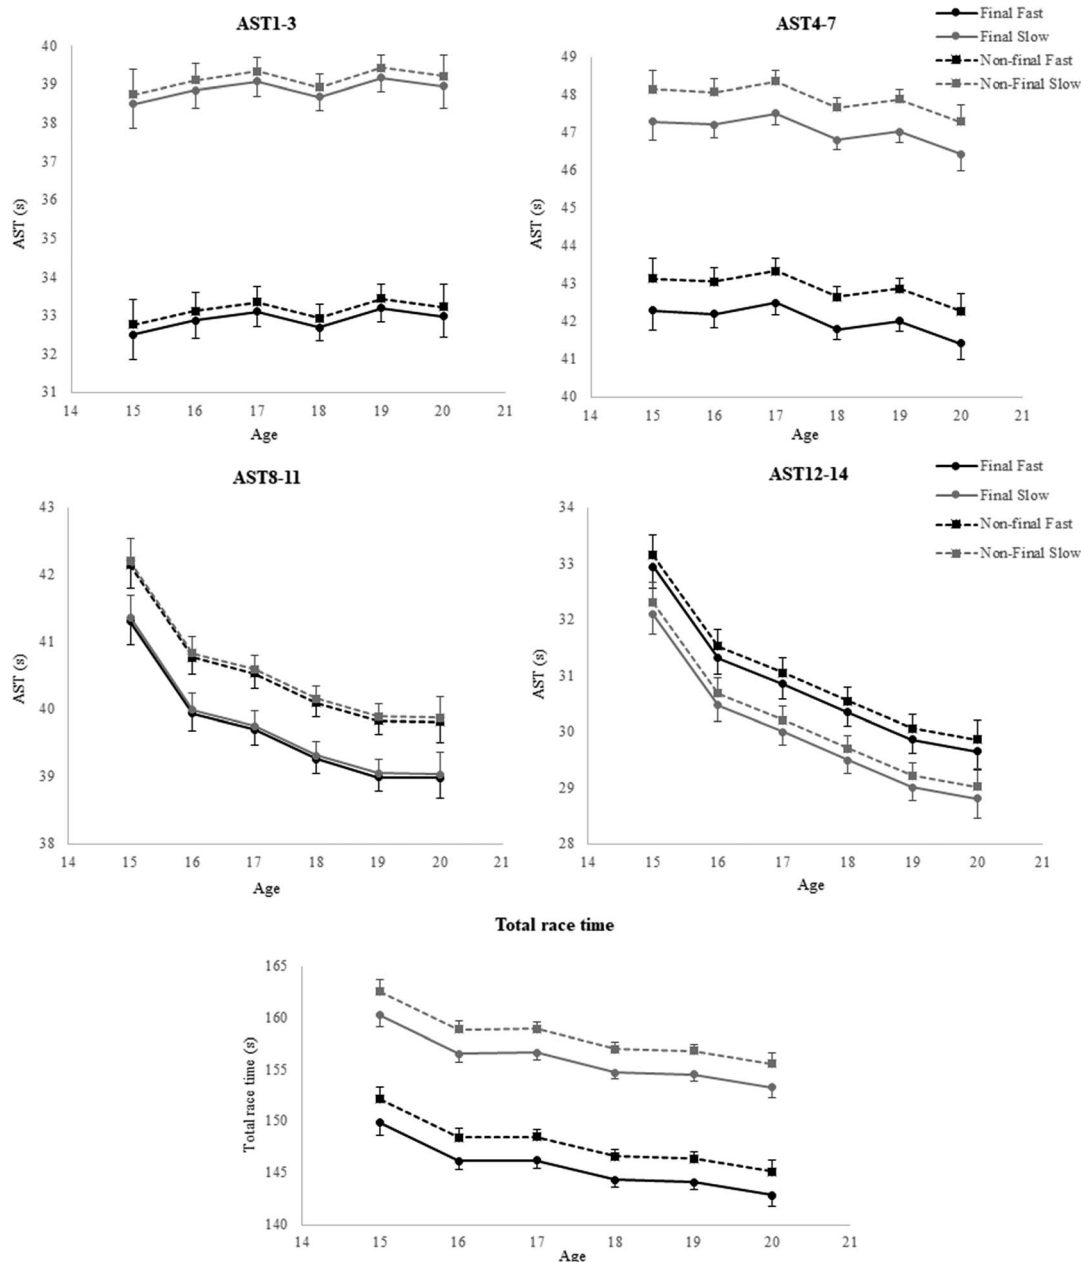 AST1-3
AST (s)
40
39
38
37
36
35
34
33
32
31
14 15 16 17 18 19 20 21
Age
AST4-7
AST (s)
49
48
47
46
45
44
43
42
41
40
14 15 16 17 18 19 20 21
Age
Final Fast
Final Slow
Non-final Fast
Non-Final Slow
AST8-11
AST (s)
43
42
41
40
39
38
14 15 16 17 18 19 20 21
Age
AST12-14
AST (s)
34
33
32
31
30
29
28
14 15 16 17 18 19 20 21
Age
Final Fast
Final Slow
Non-final Fast
Non-Final Slow
Total race time
Total race time (s)
165
160
155
150
145
140
14 15 16 17 18 19 20 21
Age